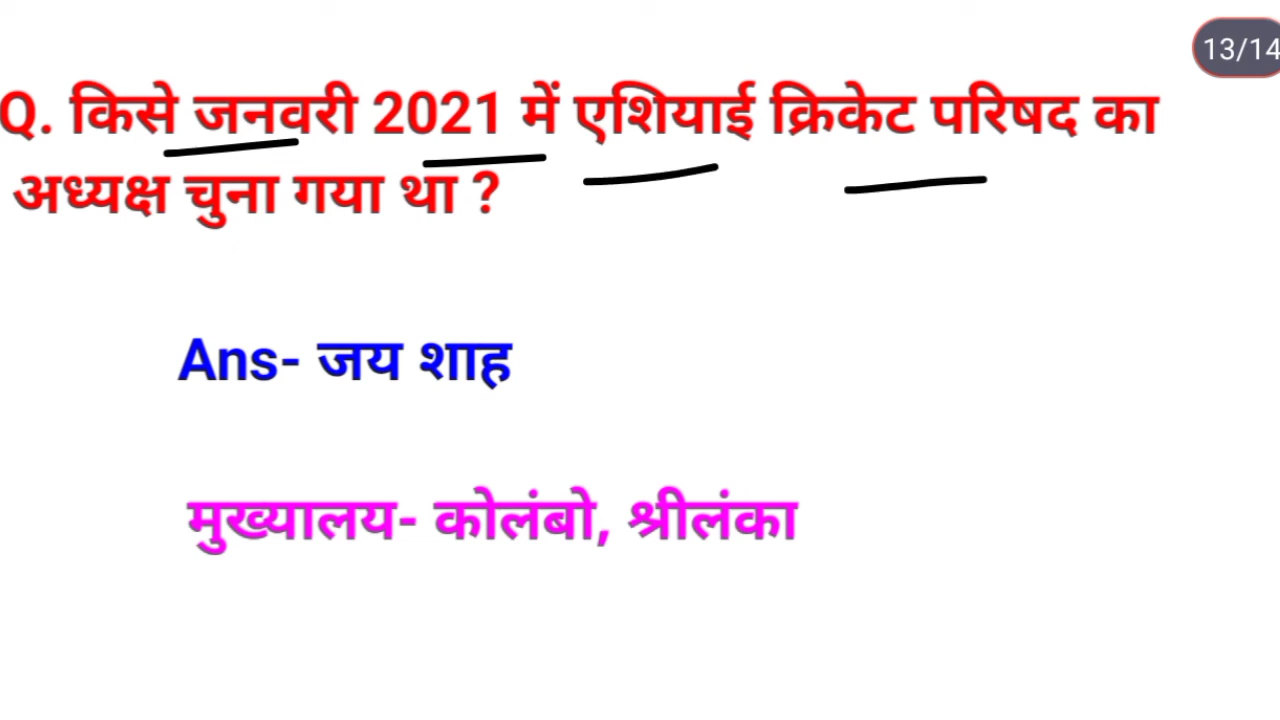 13/14
Q. किसे जनवरी 2021 में एशियाई क्रिकेट परिषद का
अध्यक्ष चुना गया था ?
Ans- जय शाह
मुख्यालय- कोलंबो, श्रीलंका